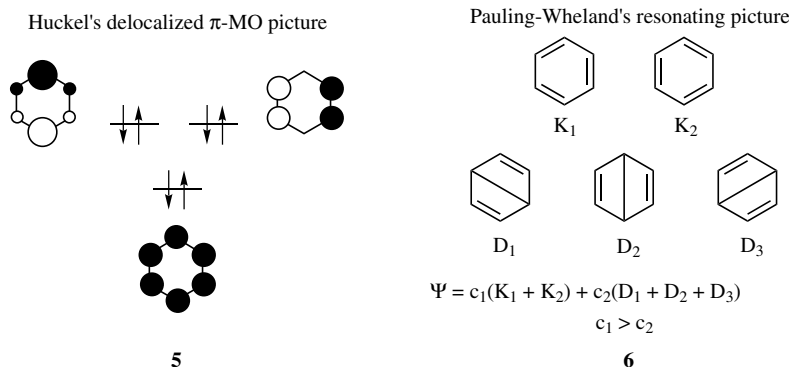 Huckel's delocalized π-MO picture
Pauling-Wheland's resonating picture
K₁ K₂
D₁ D₂ D₃
Ψ = c₁(K₁ + K₂) + c₂(D₁ + D₂ + D₃)
c₁ > c₂
5
6